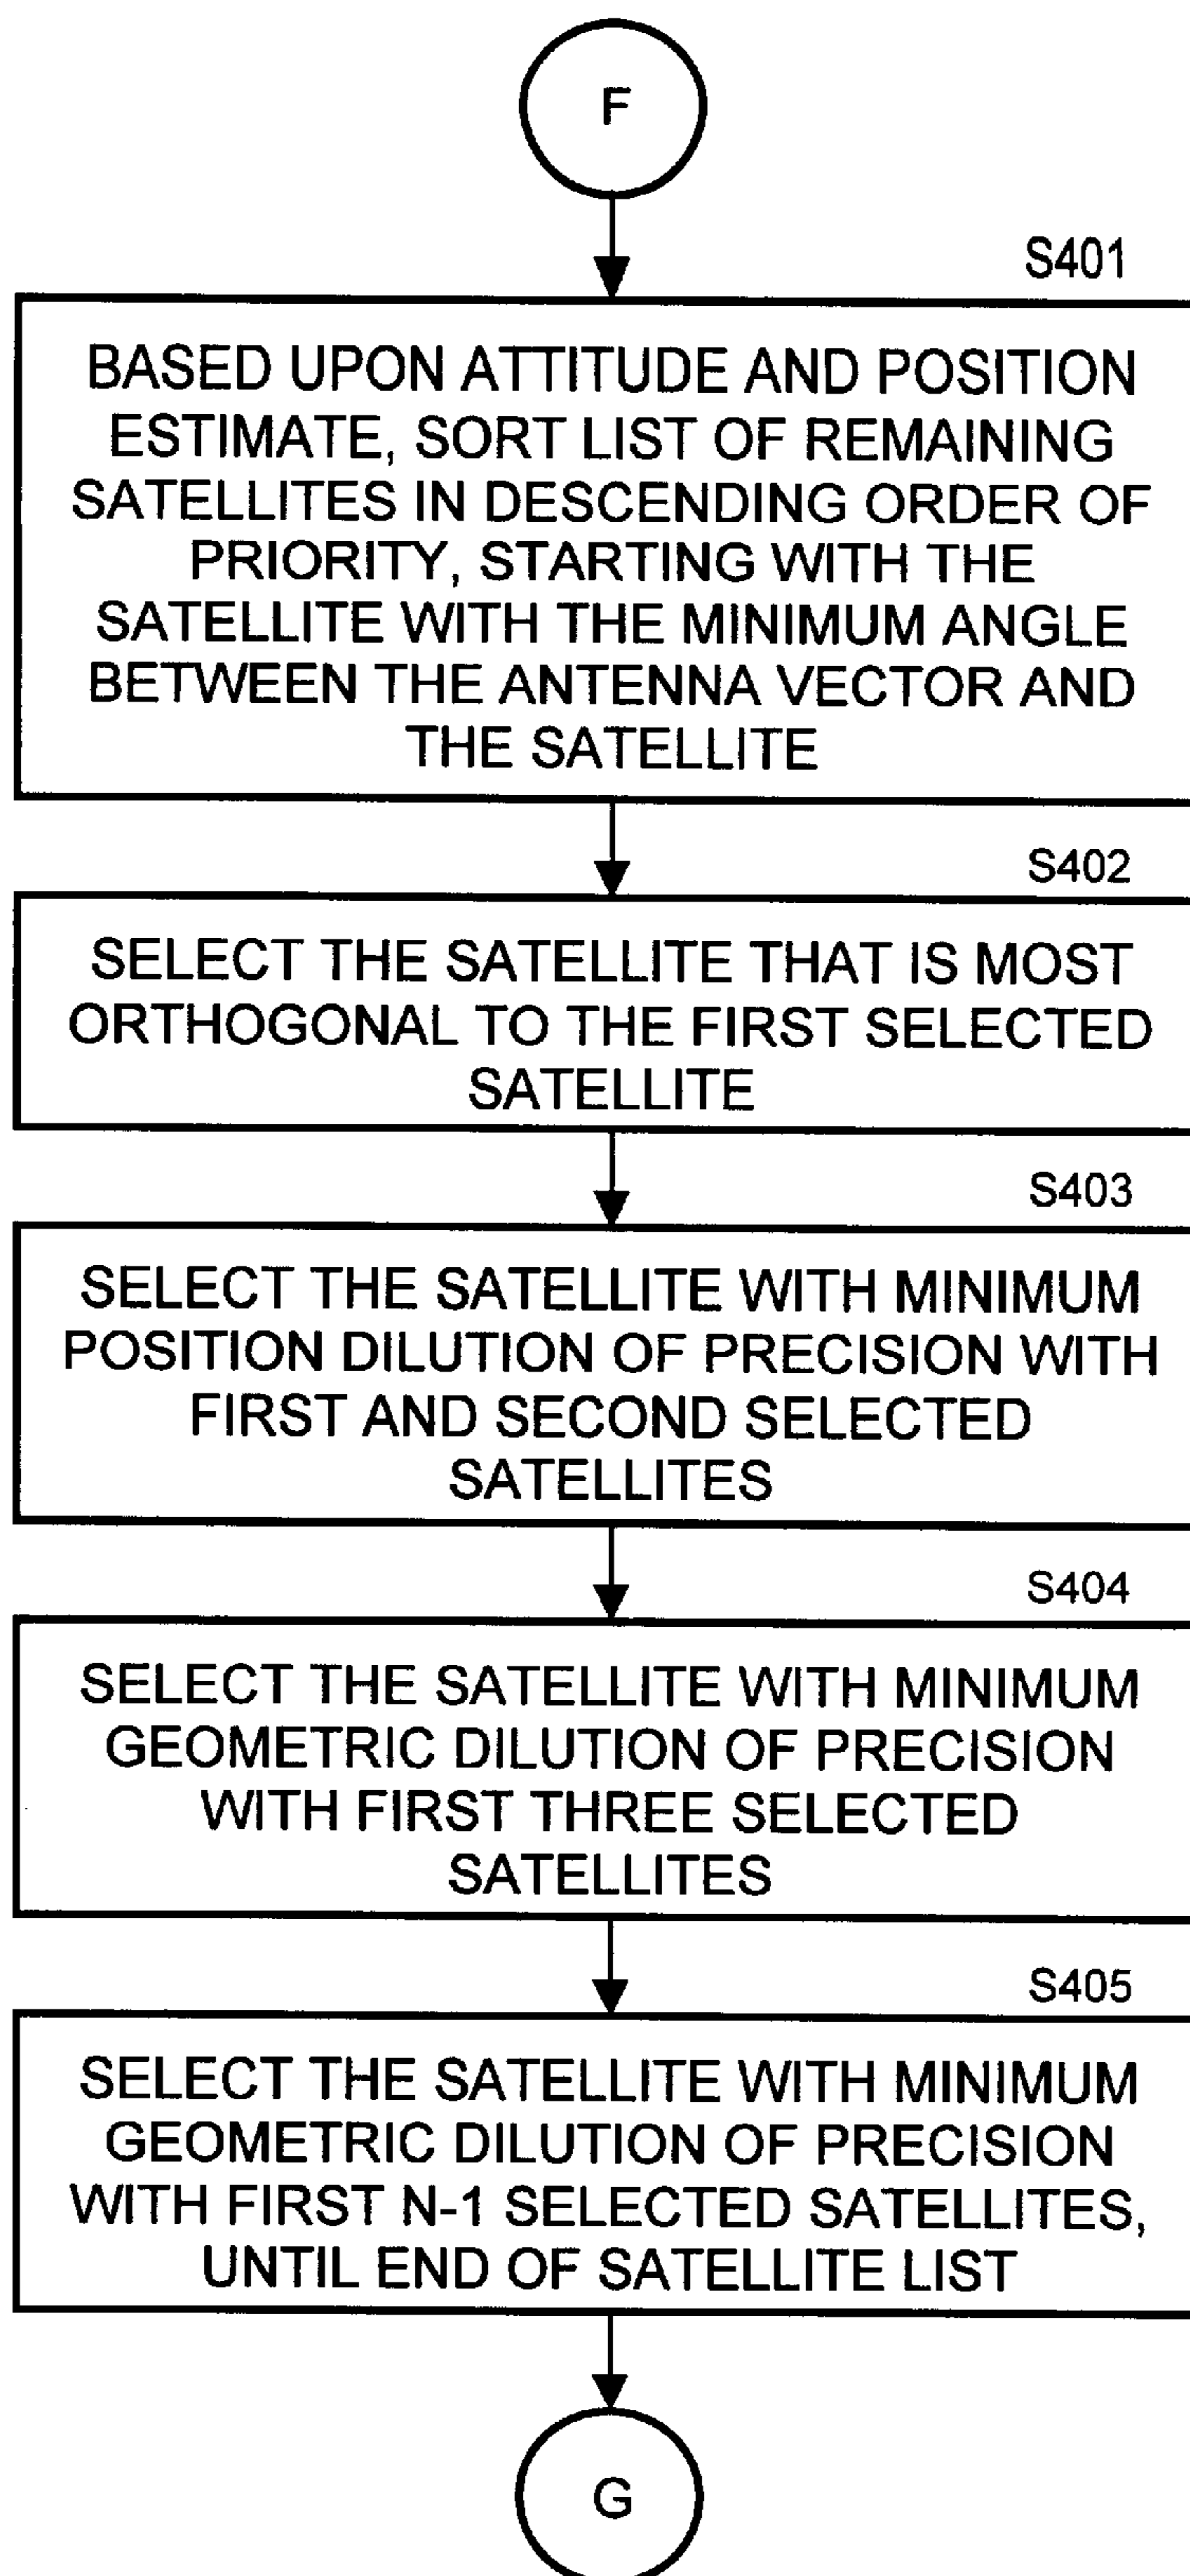 F
S401
BASED UPON ATTITUDE AND POSITION
ESTIMATE, SORT LIST OF REMAINING
SATELLITES IN DESCENDING ORDER OF
PRIORITY, STARTING WITH THE
SATELLITE WITH THE MINIMUM ANGLE
BETWEEN THE ANTENNA VECTOR AND
THE SATELLITE
S402
SELECT THE SATELLITE THAT IS MOST
ORTHOGONAL TO THE FIRST SELECTED
SATELLITE
S403
SELECT THE SATELLITE WITH MINIMUM
POSITION DILUTION OF PRECISION WITH
FIRST AND SECOND SELECTED
SATELLITES
S404
SELECT THE SATELLITE WITH MINIMUM
GEOMETRIC DILUTION OF PRECISION
WITH FIRST THREE SELECTED
SATELLITES
S405
SELECT THE SATELLITE WITH MINIMUM
GEOMETRIC DILUTION OF PRECISION
WITH FIRST N-1 SELECTED SATELLITES,
UNTIL END OF SATELLITE LIST
G